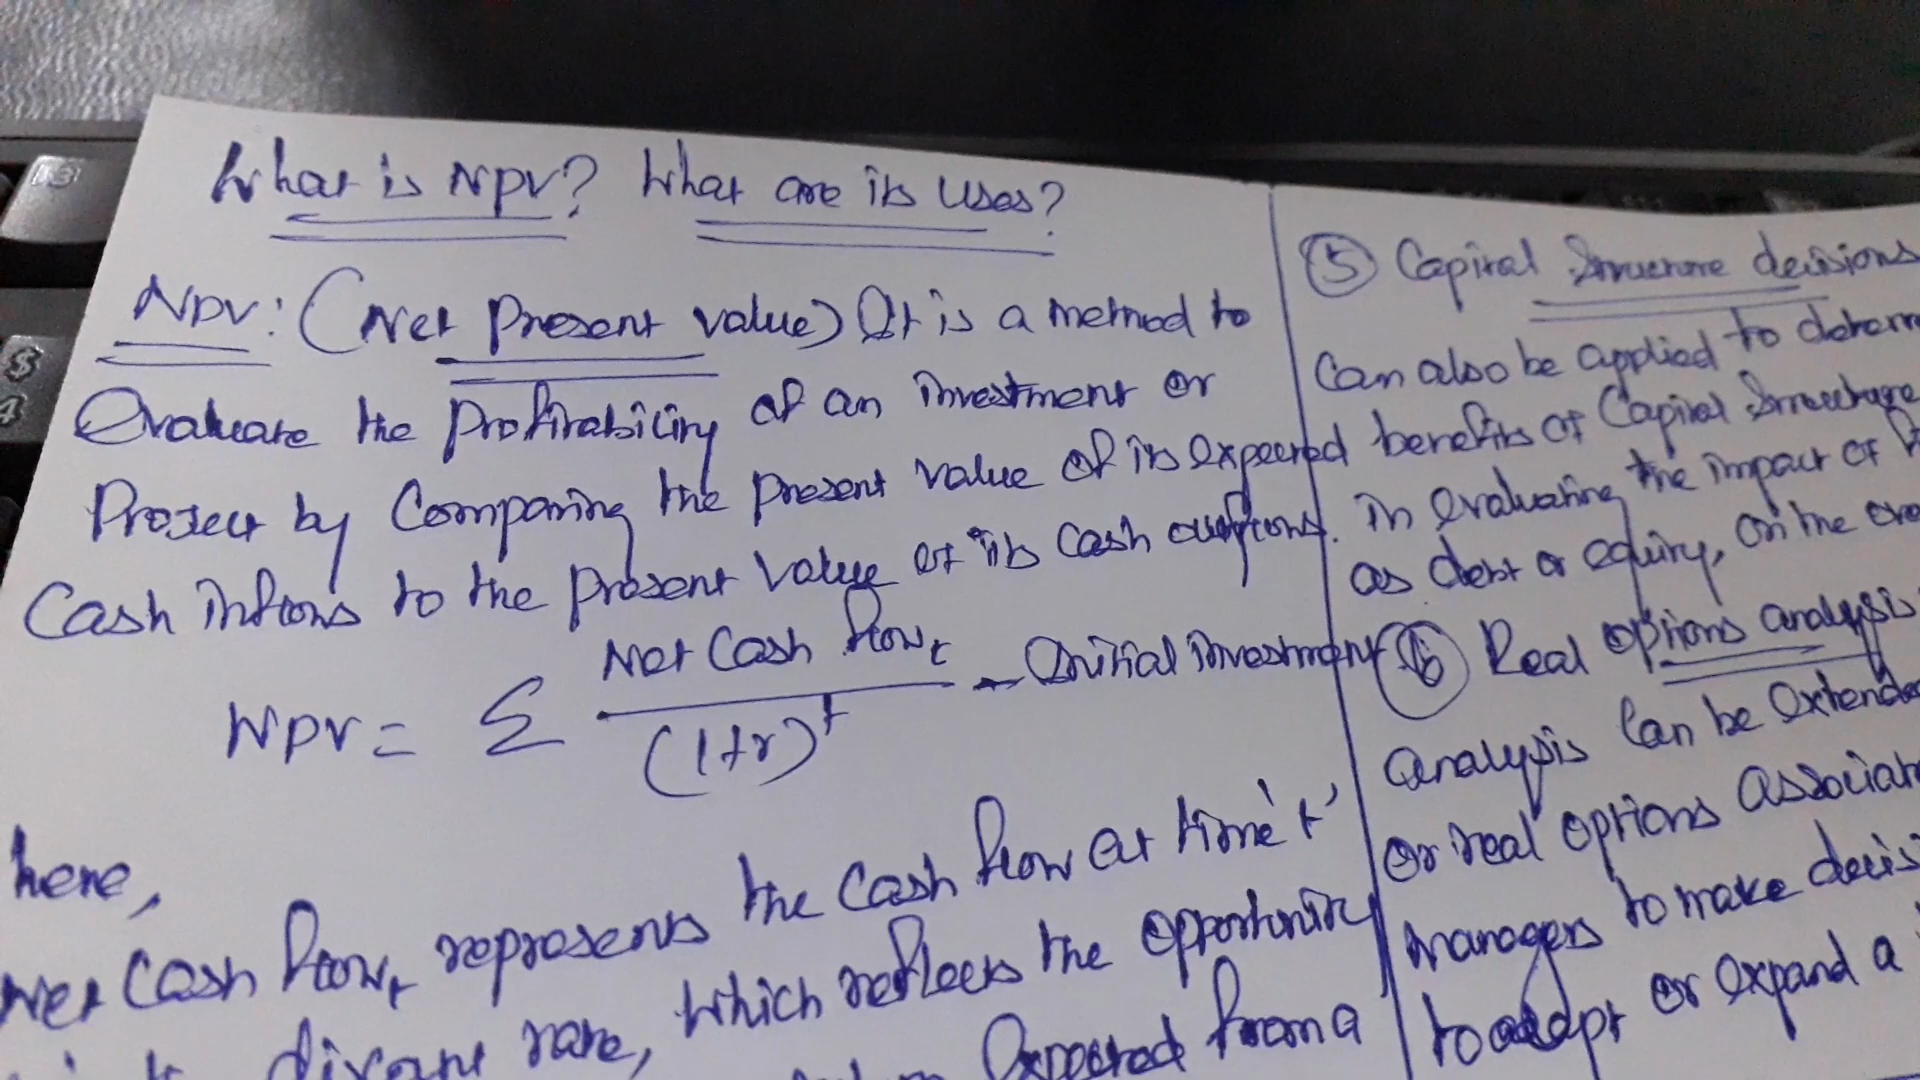 What is NPV? What are its Uses?
NPV: (Net Present value) It is a method to
Evaluate the profitability of an investment or
Project by Comparing the present value of its expected
Cash inflows to the present value of its cash outflows.
NPV = Σ Net Cash flow t / (1+r)^t - Initial investment
here,
Net Cash flow t represents the cash flow at time 't'
discount rate, which reflects the opportunity
Expected from a
5 Capital Structure decisions
Can also be applied to
benefits of Capital Structure
in evaluating the impact of
as debt or equity, on the
6 Real options analysis
analysis can be
or real options
managers to make
to adapt or expand a